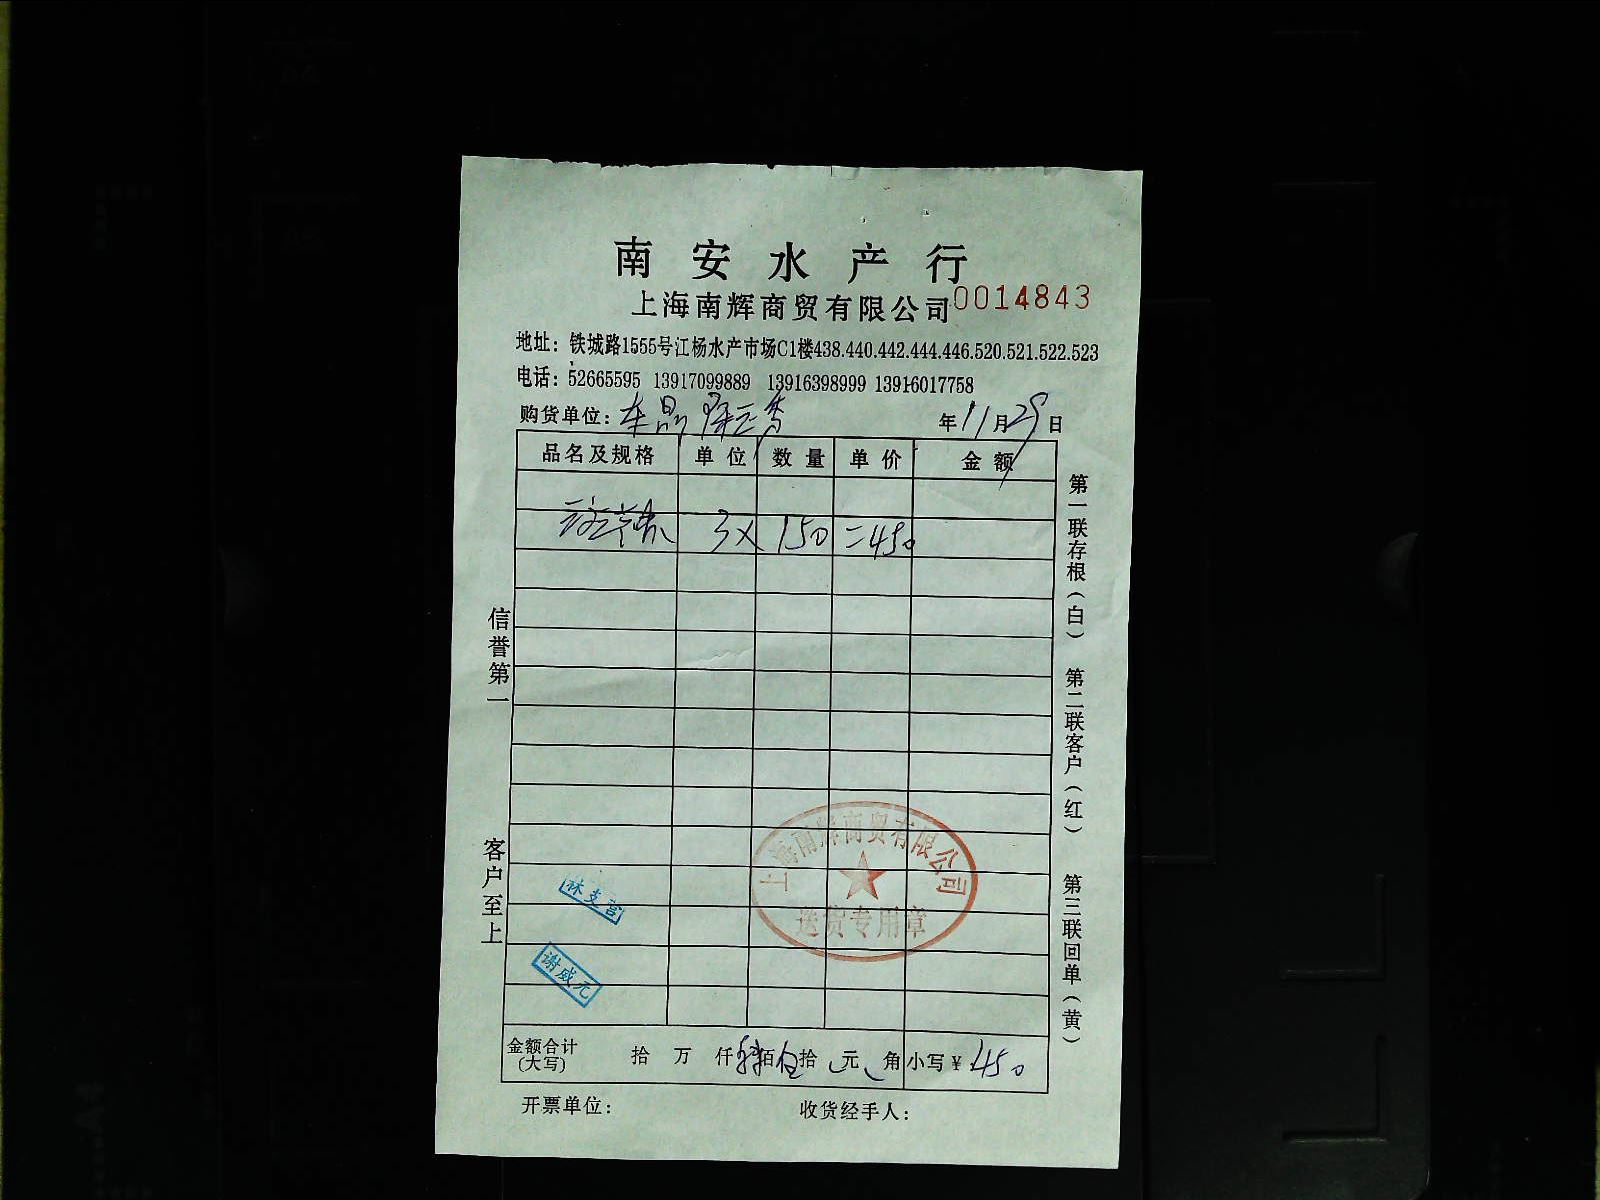 南安水产行
上海南辉商贸有限公司 0014843
地址：铁城路1555号江杨水产市场C1楼438.440.442.444.446.520.521.522.523
电话：52665595 13917099889 13916398999 13916017758
购货单位： 年11月29日
品名及规格 单位 数量 单价 金额
3× 150 =450
信誉第一 客户至上
第一联存根（白） 第二联客户（红） 第三联回单（黄）
上海南辉商贸有限公司
送货专用章
谢威元
金额合计（大写） 拾 万 仟 肆佰伍拾 元 角 小写¥450
开票单位： 收货经手人：